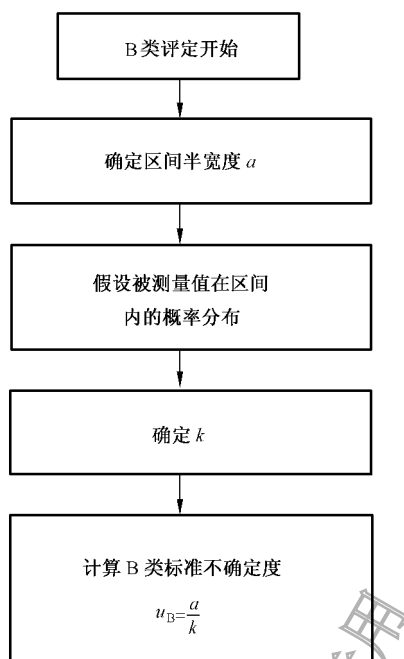 B类评定开始
确定区间半宽度 a
假设被测量值在区间
内的概率分布
确定 k
计算 B 类标准不确定度
u_B=a/k
用